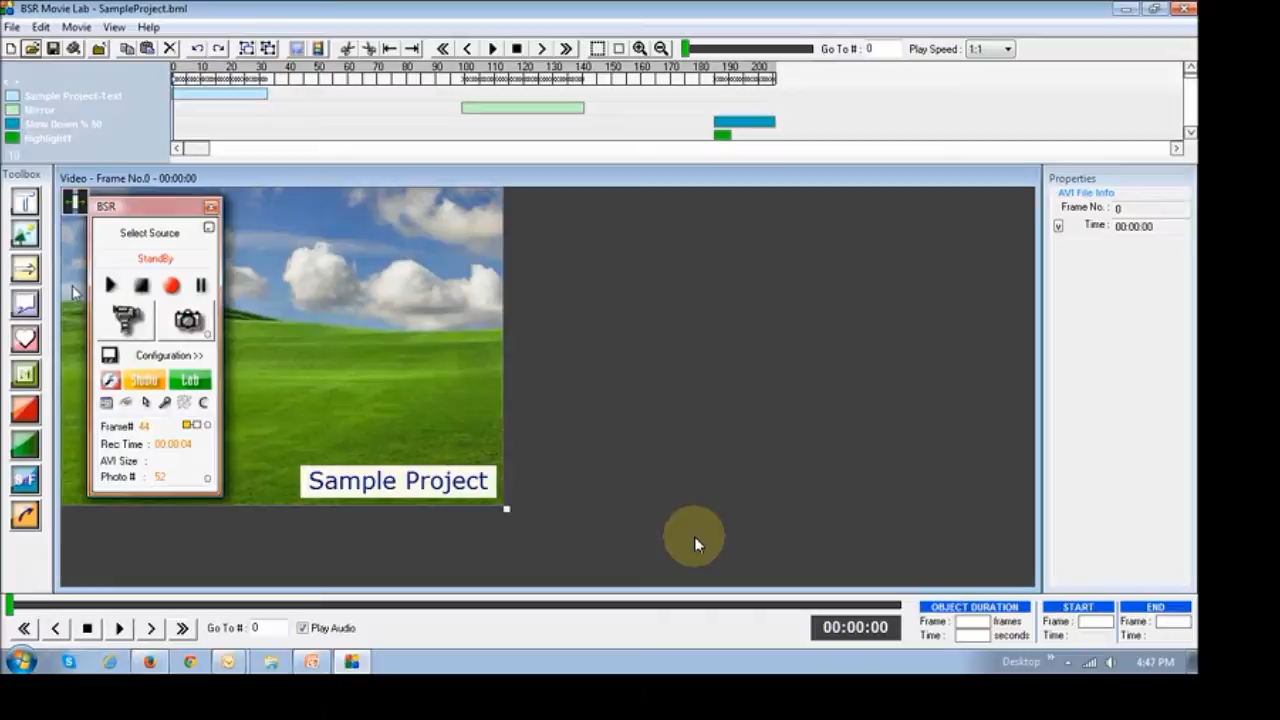 BSR Movie Lab - SampleProject.bml
File Edit Movie View Help
Go To #: 0 Play Speed: 1:1
0 10 20 30 40 50 60 70 80 90 100 110 120 130 140 150 160 170 180 190 200
Sample Project-Text
Mirror
Slow Down % 50
Highlight1
10
Toolbox
Video - Frame No.0 - 00:00:00
Properties
AVI File Info
Frame No. : 0
v Time : 00:00:00
BSR
Select Source
StandBy
Configuration >>
Studio Lab
Frame# 44
Rec Time : 00:00:04
AVI Size :
Photo # : 52
Sample Project
Go To #: 0 Play Audio
00:00:00
OBJECT DURATION START END
Frame : frames Frame : Frame :
Time : seconds Time : Time :
Desktop 4:47 PM